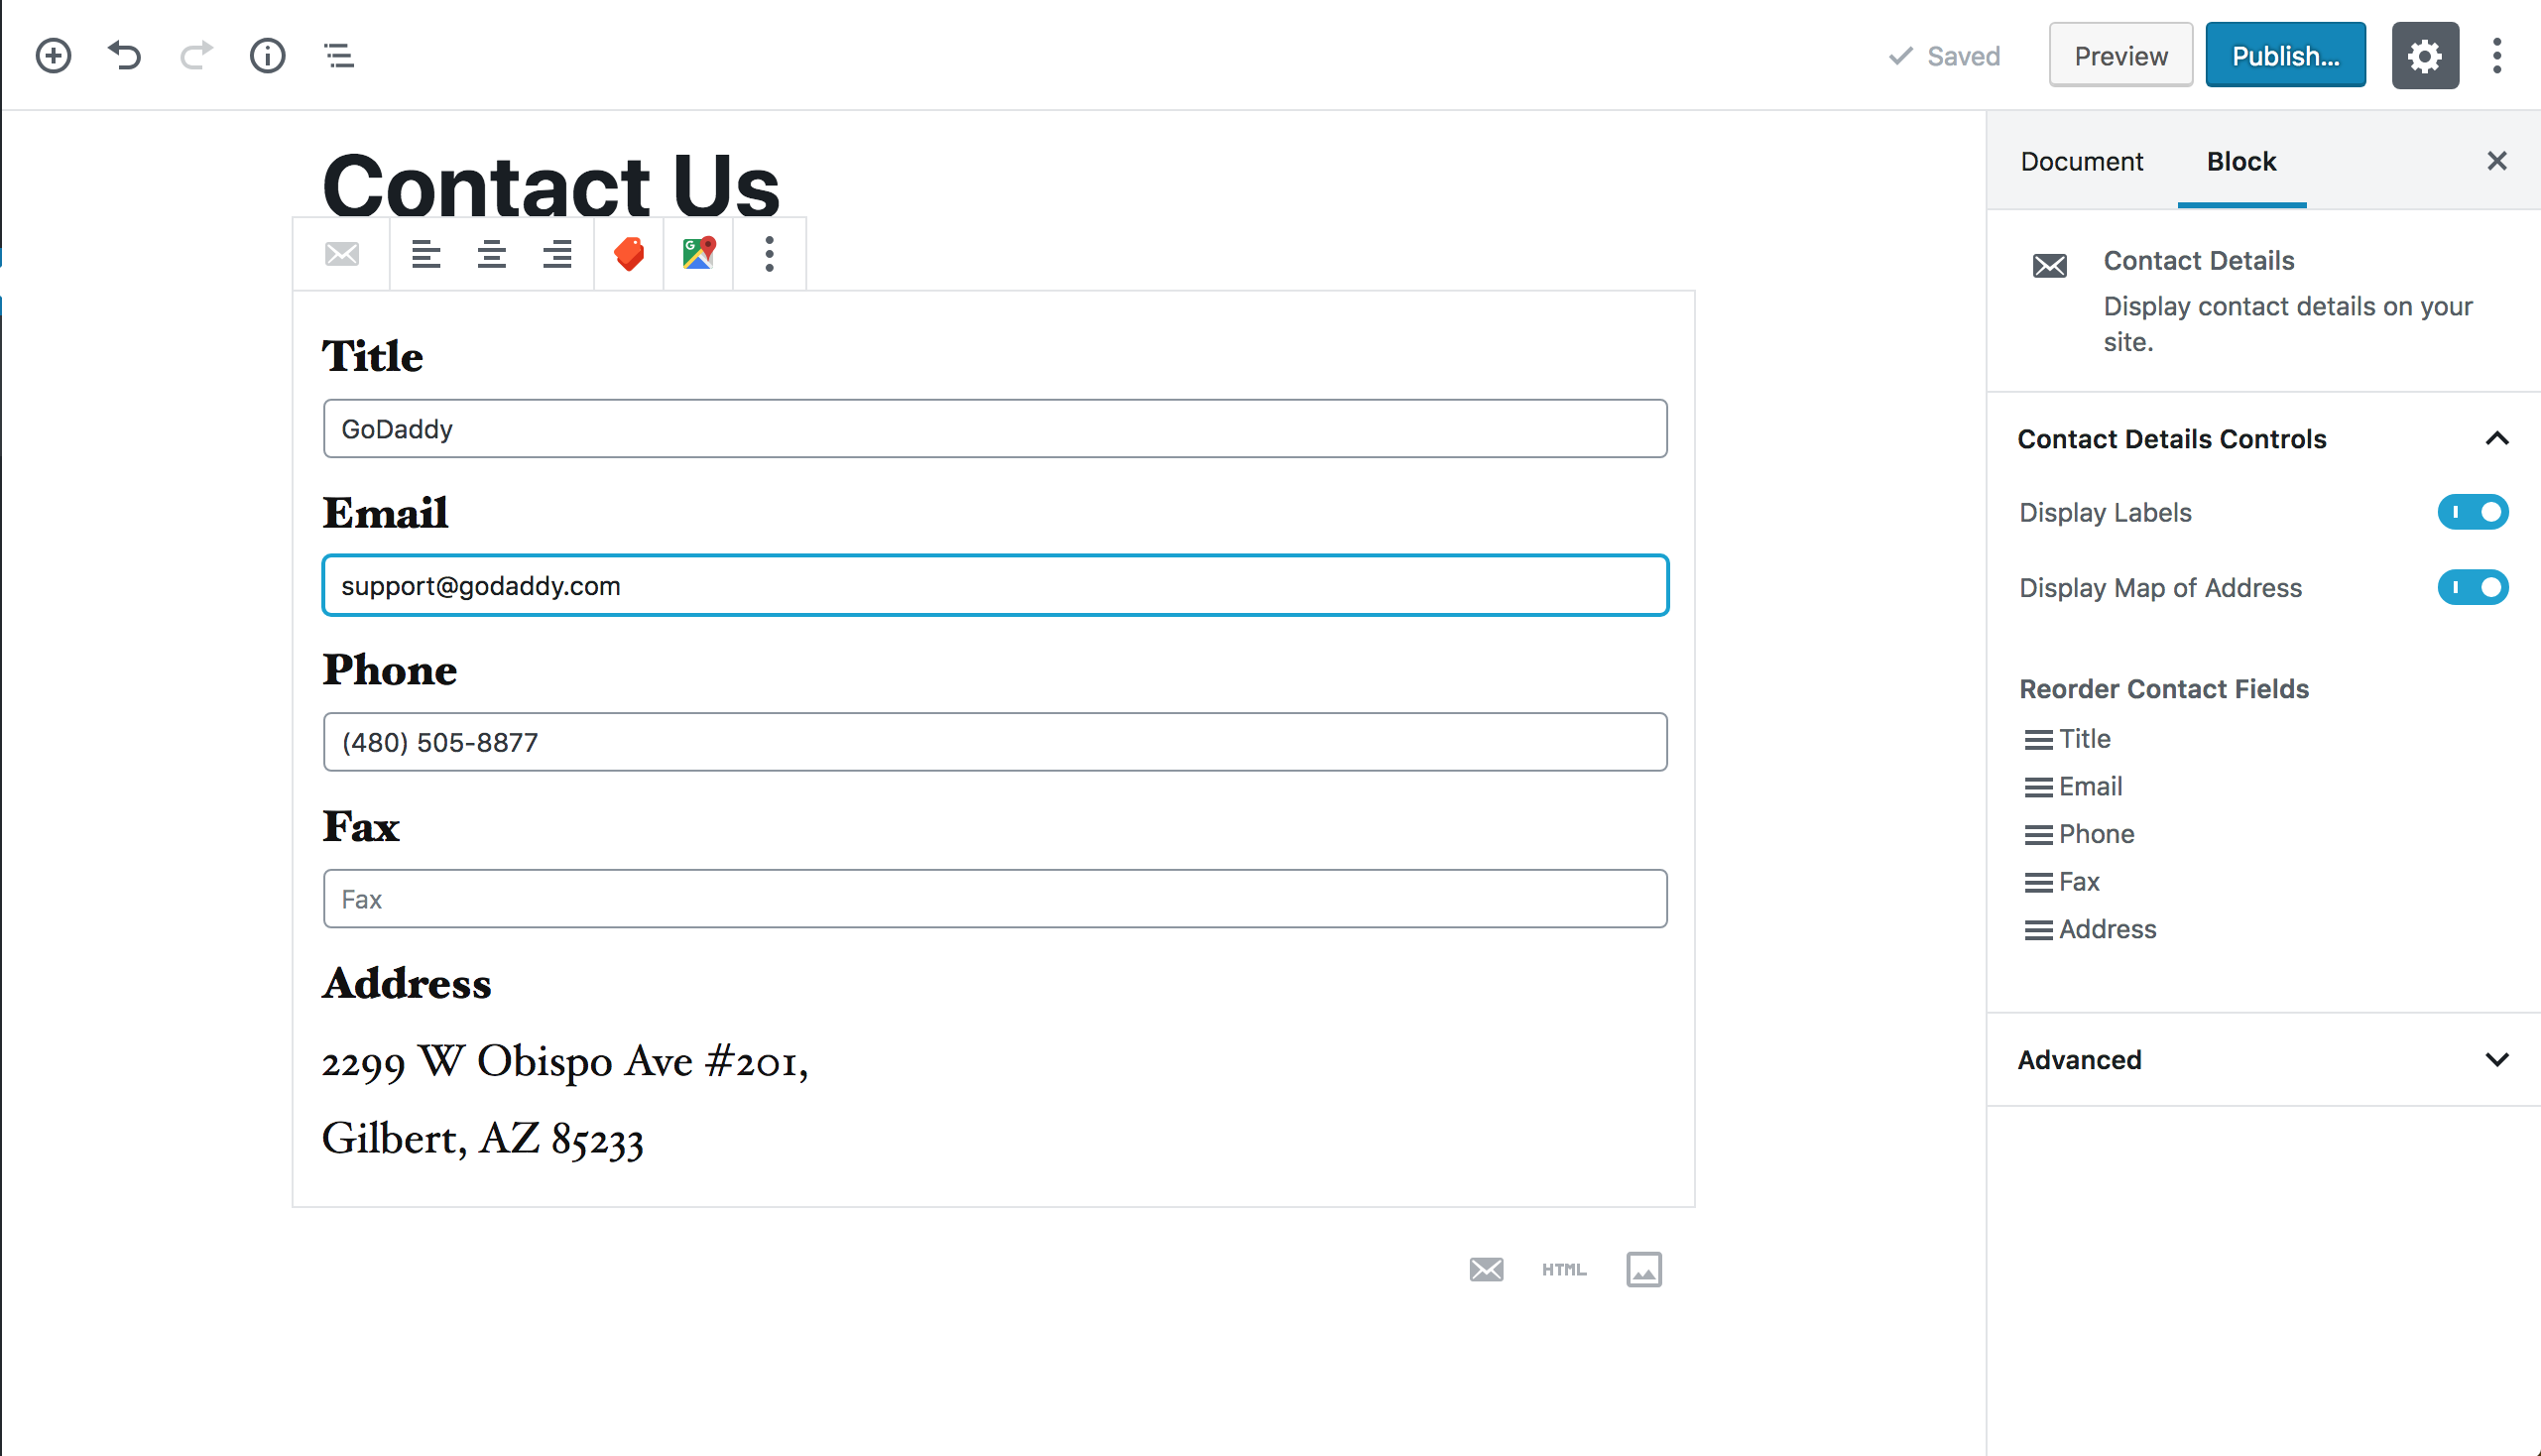 Saved
Preview
Publish...
Contact Us
Title
GoDaddy
Email
support@godaddy.com
Phone
(480) 505-8877
Fax
Fax
Address
2299 W Obispo Ave #201,
Gilbert, AZ 85233
HTML
Document
Block
Contact Details
Display contact details on your
site.
Contact Details Controls
Display Labels
Display Map of Address
Reorder Contact Fields
Title
Email
Phone
Fax
Address
Advanced